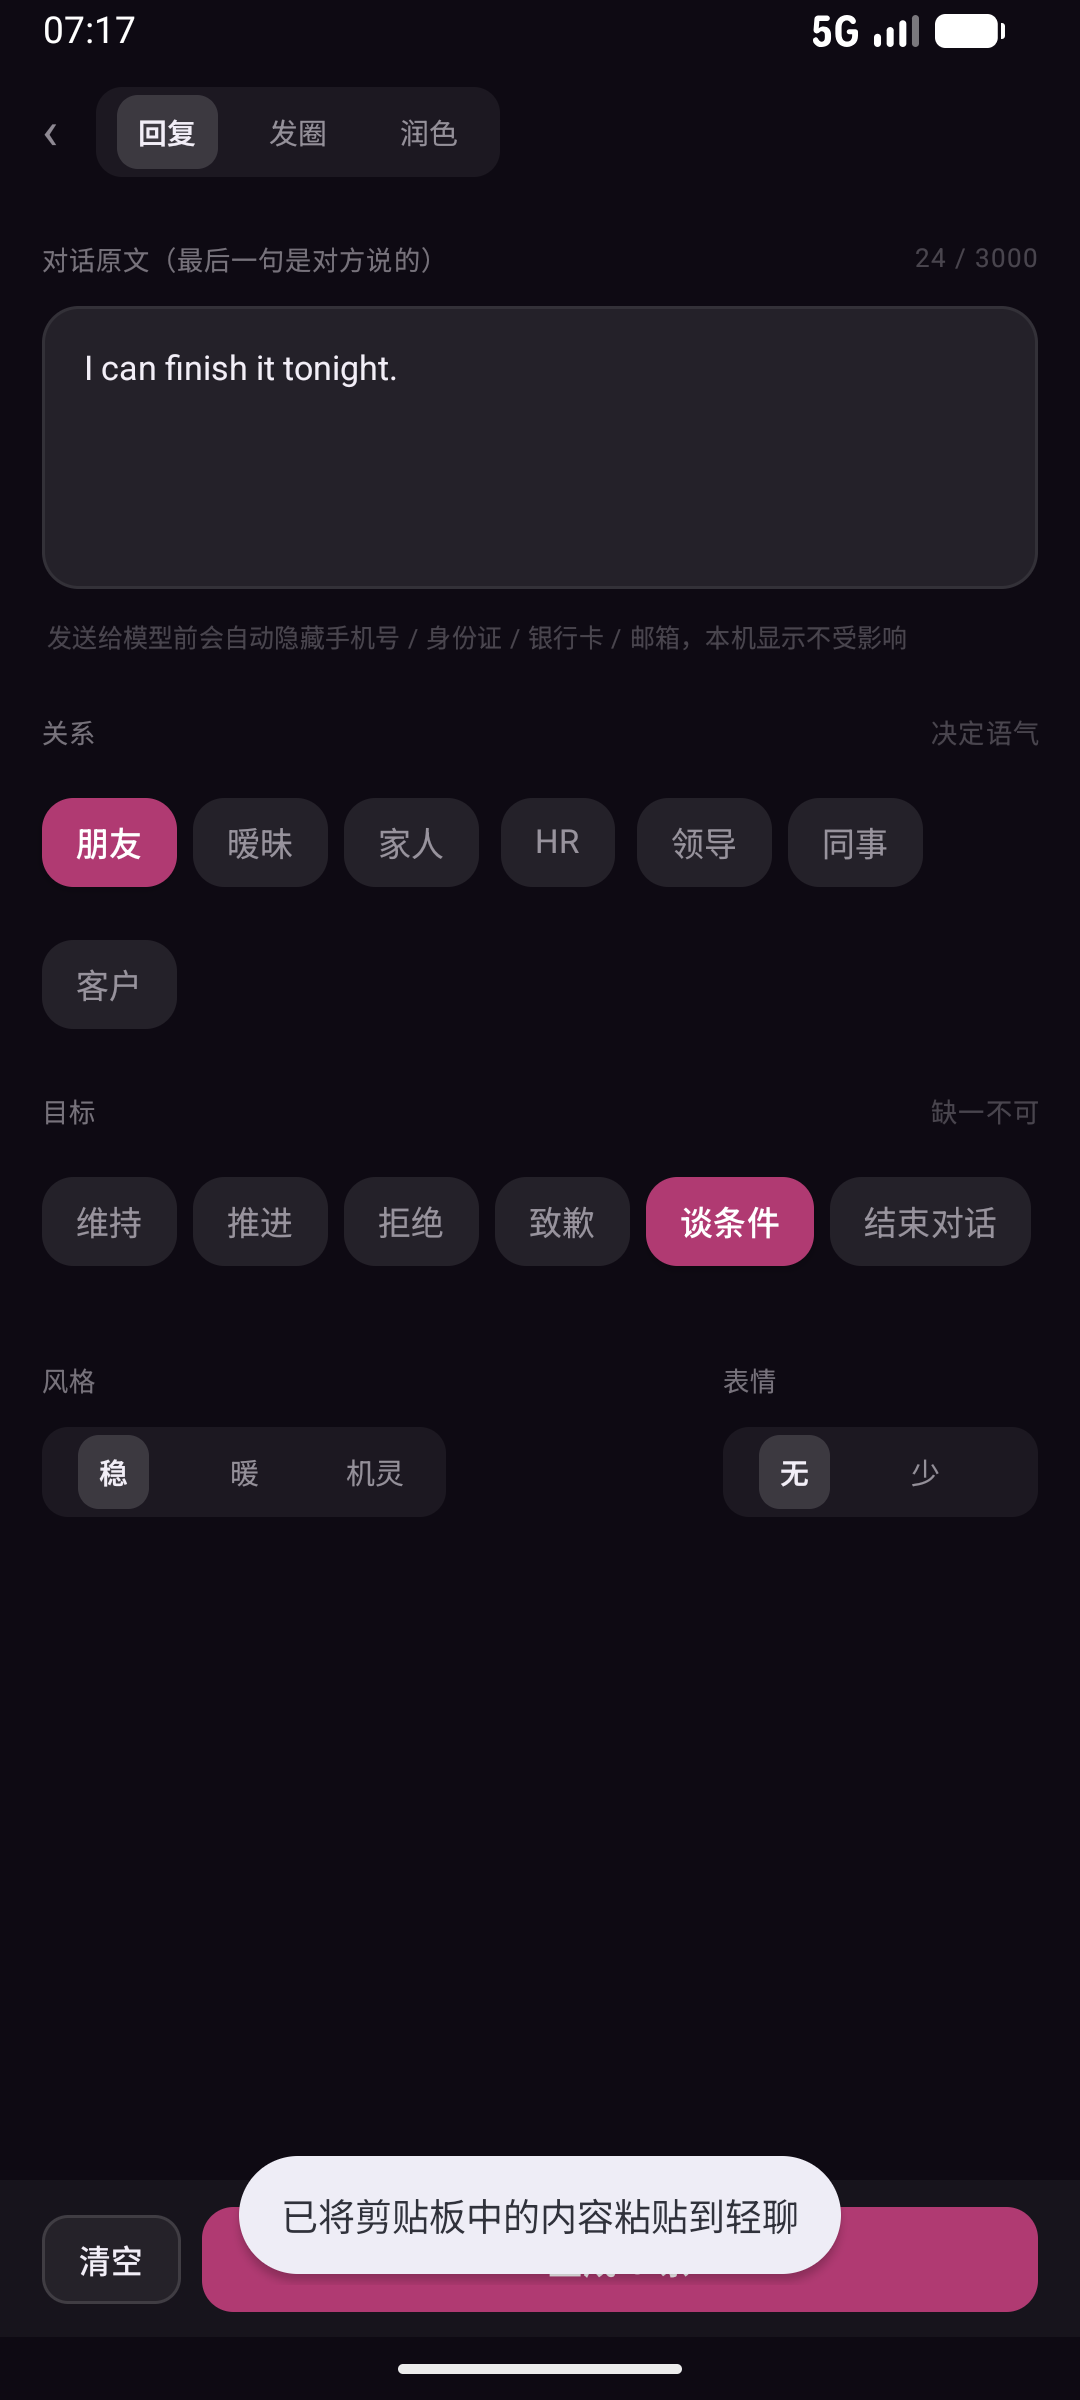 07:17 5G
回复 发圈 润色
对话原文（最后一句是对方说的） 24 / 3000
I can finish it tonight.
发送给模型前会自动隐藏手机号 / 身份证 / 银行卡 / 邮箱，本机显示不受影响
关系 决定语气
朋友 暧昧 家人 HR 领导 同事
客户
目标 缺一不可
维持 推进 拒绝 致歉 谈条件 结束对话
风格 表情
稳 暖 机灵 无 少
已将剪贴板中的内容粘贴到轻聊
清空